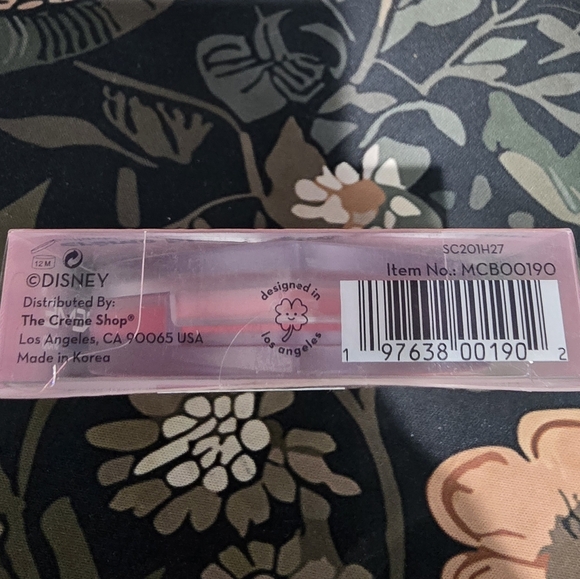 12M
©DISNEY
Distributed By:
The Crème Shop®
Los Angeles, CA 90065 USA
Made in Korea
designed in
los angeles
SC201H27
Item No.: MCB00190
1 97638 00190 2